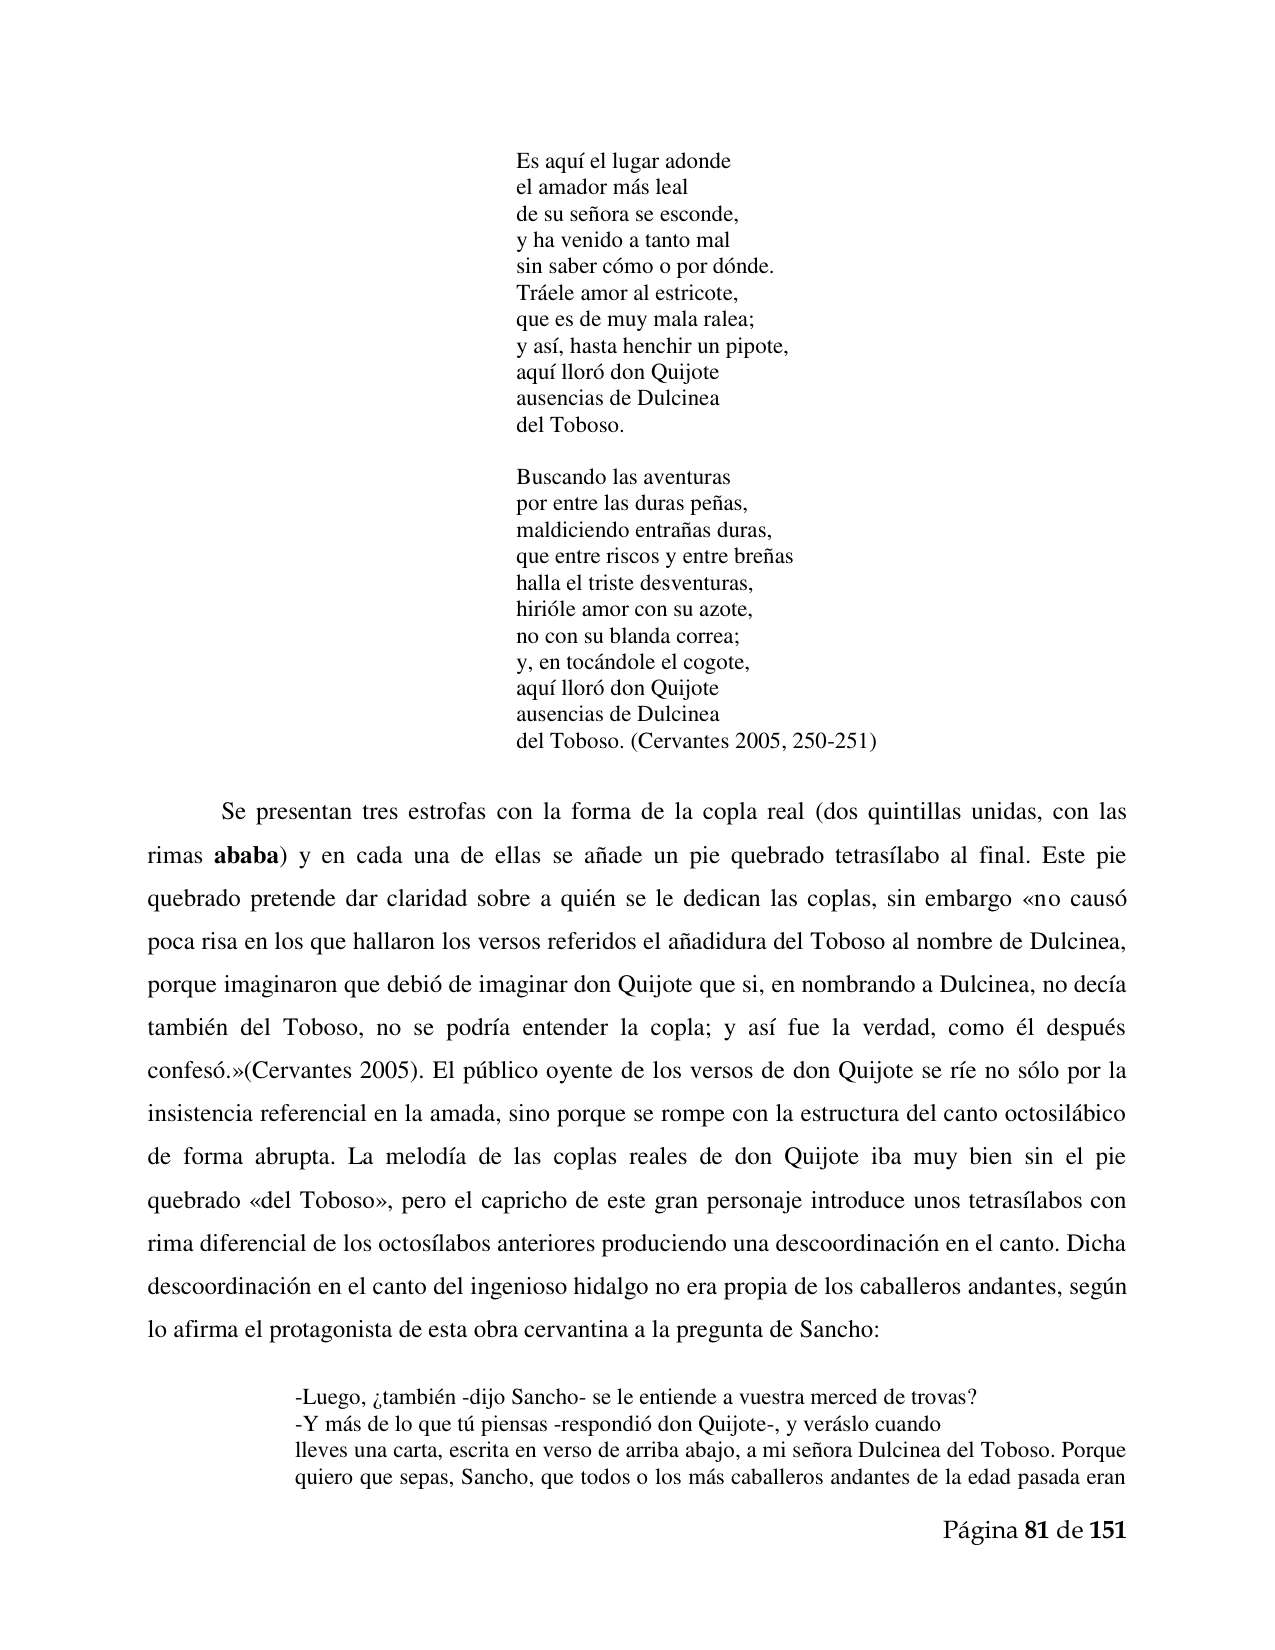 Es aquí el lugar adonde
el amador más leal
de su señora se esconde,
y ha venido a tanto mal
sin saber cómo o por dónde.
Tráele amor al estricote,
que es de muy mala ralea;
y así, hasta henchir un pipote,
aquí lloró don Quijote
ausencias de Dulcinea
del Toboso.
Buscando las aventuras
por entre las duras peñas,
maldiciendo entrañas duras,
que entre riscos y entre breñas
halla el triste desventuras,
hirióle amor con su azote,
no con su blanda correa;
y, en tocándole el cogote,
aquí lloró don Quijote
ausencias de Dulcinea
del Toboso. (Cervantes 2005, 250-251)
Se presentan tres estrofas con la forma de la copla real (dos quintillas unidas, con las
rimas ababa) y en cada una de ellas se añade un pie quebrado tetrasílabo al final. Este pie
quebrado pretende dar claridad sobre a quién se le dedican las coplas, sin embargo «no causó
poca risa en los que hallaron los versos referidos el añadidura del Toboso al nombre de Dulcinea,
porque imaginaron que debió de imaginar don Quijote que si, en nombrando a Dulcinea, no decía
también del Toboso, no se podría entender la copla; y así fue la verdad, como él después
confesó.»(Cervantes 2005). El público oyente de los versos de don Quijote se ríe no sólo por la
insistencia referencial en la amada, sino porque se rompe con la estructura del canto octosilábico
de forma abrupta. La melodía de las coplas reales de don Quijote iba muy bien sin el pie
quebrado «del Toboso», pero el capricho de este gran personaje introduce unos tetrasílabos con
rima diferencial de los octosílabos anteriores produciendo una descoordinación en el canto. Dicha
descoordinación en el canto del ingenioso hidalgo no era propia de los caballeros andantes, según
lo afirma el protagonista de esta obra cervantina a la pregunta de Sancho:
-Luego, ¿también -dijo Sancho- se le entiende a vuestra merced de trovas?
-Y más de lo que tú piensas -respondió don Quijote-, y veráslo cuando
lleves una carta, escrita en verso de arriba abajo, a mi señora Dulcinea del Toboso. Porque
quiero que sepas, Sancho, que todos o los más caballeros andantes de la edad pasada eran
Página 81 de 151